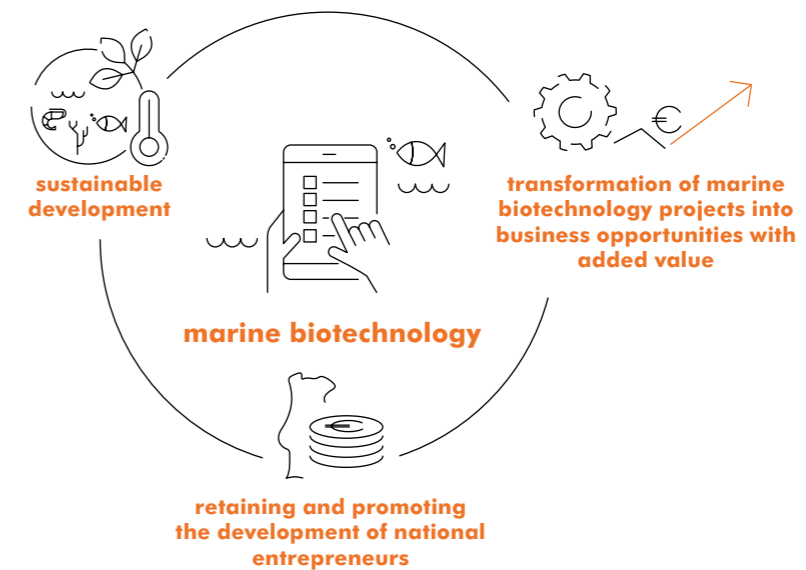 sustainable
development
transformation of marine
biotechnology projects into
business opportunities with
added value
marine biotechnology
retaining and promoting
the development of national
entrepreneurs